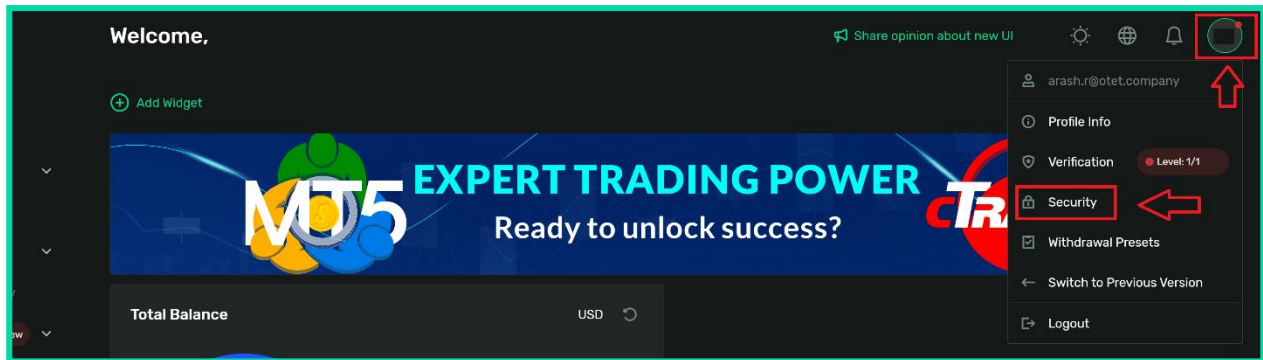 Welcome,
Share opinion about new UI
arash.r@otet.company
Add Widget
Profile Info
Verification
Level: 1/1
Security
Withdrawal Presets
Switch to Previous Version
Logout
MT5
EXPERT TRADING POWER
Ready to unlock success?
cTR
Total Balance
USD